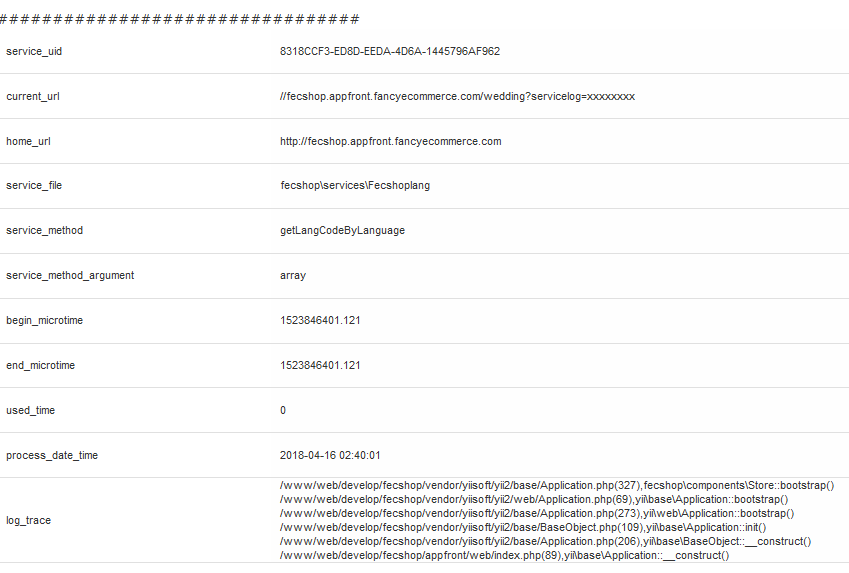 #################################
service_uid 8318CCF3-ED8D-EEDA-4D6A-1445796AF962
current_url //fecshop.appfront.fancyecommerce.com/wedding?servicelog=xxxxxxxx
home_url http://fecshop.appfront.fancyecommerce.com
service_file fecshop\services\Fecshoplang
service_method getLangCodeByLanguage
service_method_argument array
begin_microtime 1523846401.121
end_microtime 1523846401.121
used_time 0
process_date_time 2018-04-16 02:40:01
/www/web/develop/fecshop/vendor/yiisoft/yii2/base/Application.php(327),fecshop\components\Store::bootstrap()
/www/web/develop/fecshop/vendor/yiisoft/yii2/web/Application.php(69),yii\base\Application::bootstrap()
/www/web/develop/fecshop/vendor/yiisoft/yii2/base/Application.php(273),yii\web\Application::bootstrap()
log_trace /www/web/develop/fecshop/vendor/yiisoft/yii2/base/BaseObject.php(109),yii\base\Application::init()
/www/web/develop/fecshop/vendor/yiisoft/yii2/base/Application.php(206),yii\base\BaseObject::__construct()
/www/web/develop/fecshop/appfront/web/index.php(89),yii\base\Application::__construct()